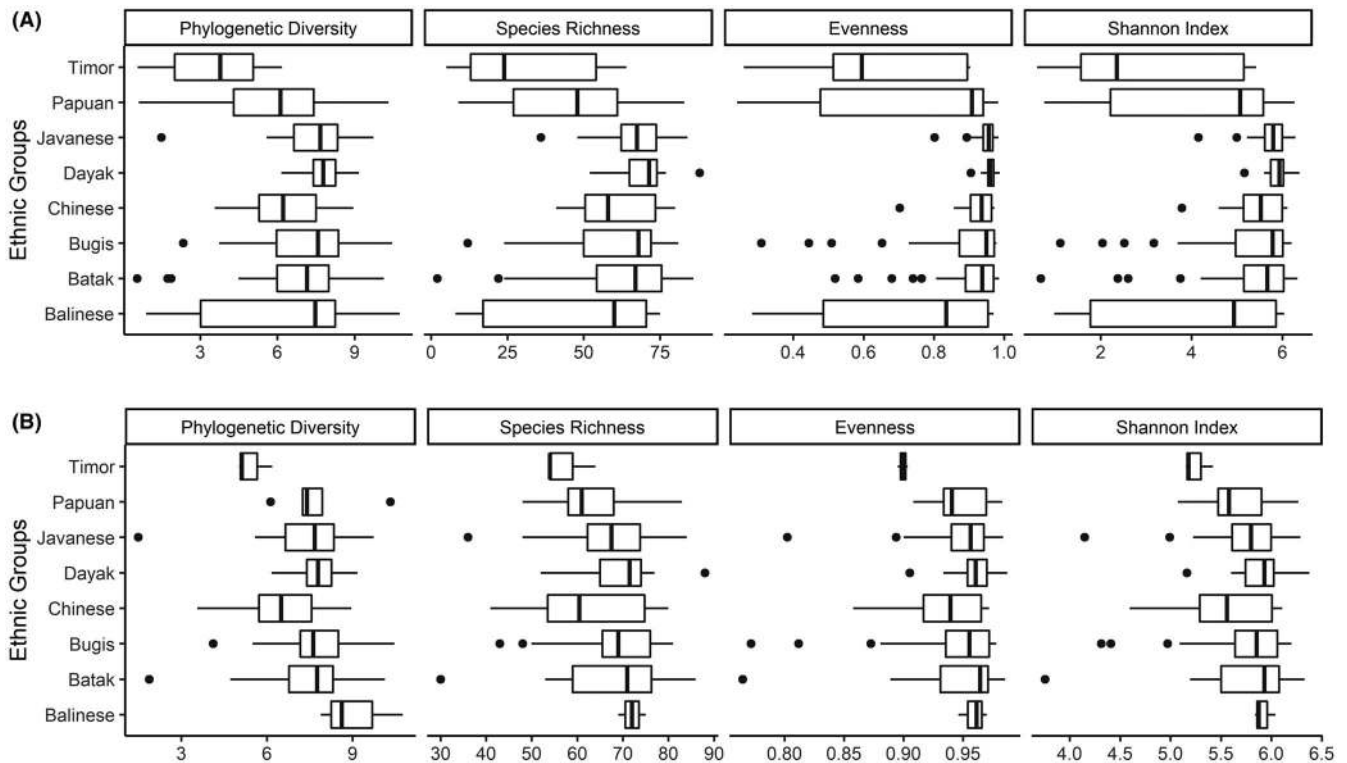 (A)
Phylogenetic Diversity Species Richness Evenness Shannon Index
Timor
Papuan
Javanese
Dayak
Chinese
Bugis
Batak
Balinese
Ethnic Groups
3 6 9 0 25 50 75 0.4 0.6 0.8 1.0 2 4 6
(B)
Phylogenetic Diversity Species Richness Evenness Shannon Index
Timor
Papuan
Javanese
Dayak
Chinese
Bugis
Batak
Balinese
Ethnic Groups
3 6 9 30 40 50 60 70 80 90 0.80 0.85 0.90 0.95 4.0 4.5 5.0 5.5 6.0 6.5